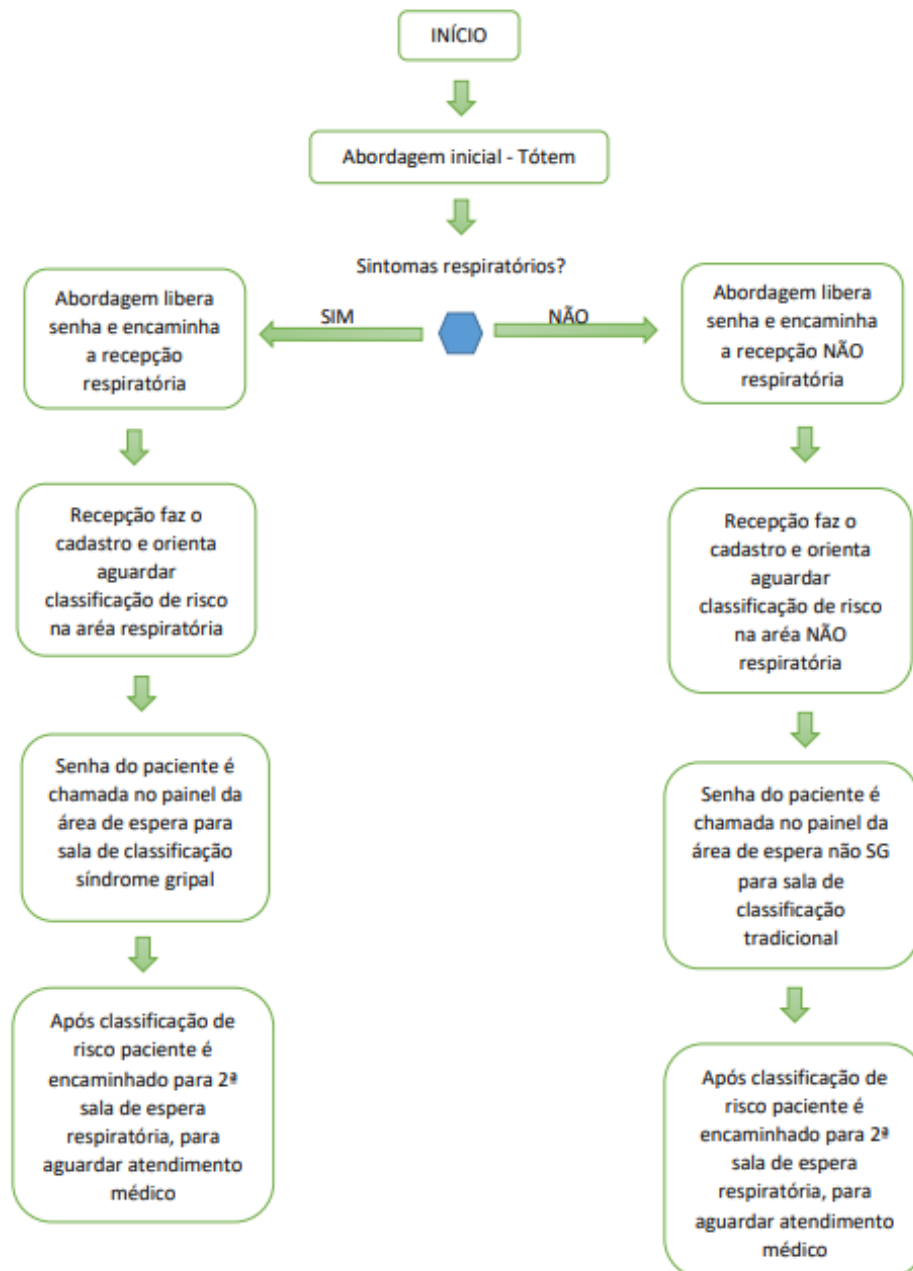 INÍCIO
Abordagem inicial - Tótem
Sintomas respiratórios?
SIM
NÃO
Abordagem libera
senha e encaminha
a recepção
respiratória
Recepção faz o
cadastro e orienta
aguardar
classificação de risco
na aréa respiratória
Senha do paciente é
chamada no painel da
área de espera para
sala de classificação
síndrome gripal
Após classificação de
risco paciente é
encaminhado para 2ª
sala de espera
respiratória, para
aguardar atendimento
médico
Abordagem libera
senha e encaminha
a recepção NÃO
respiratória
Recepção faz o
cadastro e orienta
aguardar
classificação de risco
na aréa NÃO
respiratória
Senha do paciente é
chamada no painel da
área de espera não SG
para sala de
classificação
tradicional
Após classificação de
risco paciente é
encaminhado para 2ª
sala de espera
respiratória, para
aguardar atendimento
médico